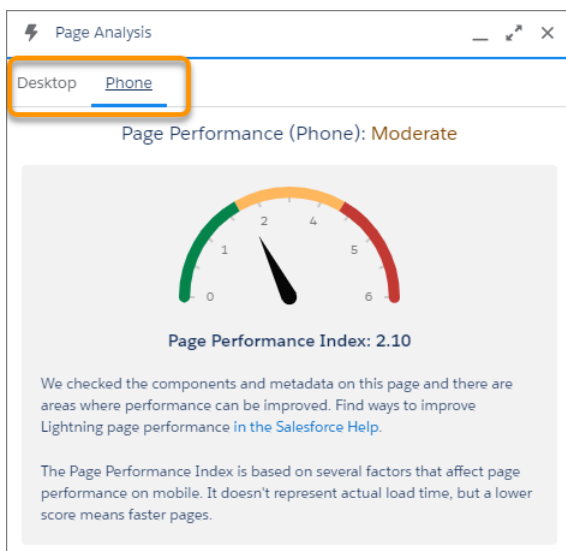 Page Analysis
Desktop Phone
Page Performance (Phone): Moderate
0
1
2
4
5
6
Page Performance Index: 2.10
We checked the components and metadata on this page and there are
areas where performance can be improved. Find ways to improve
Lightning page performance in the Salesforce Help.
The Page Performance Index is based on several factors that affect page
performance on mobile. It doesn't represent actual load time, but a lower
score means faster pages.